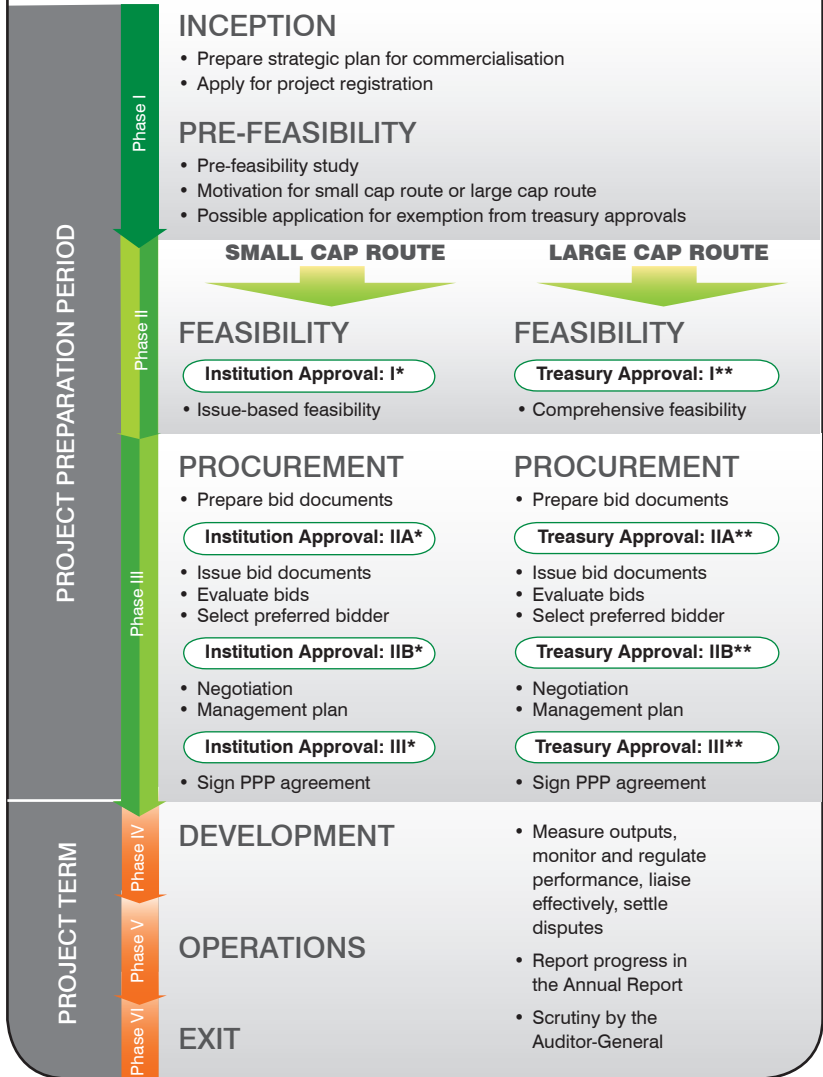 PROJECT PREPARATION PERIOD
Phase I
INCEPTION
• Prepare strategic plan for commercialisation
• Apply for project registration
PRE-FEASIBILITY
• Pre-feasibility study
• Motivation for small cap route or large cap route
• Possible application for exemption from treasury approvals
Phase II
SMALL CAP ROUTE
FEASIBILITY
Institution Approval: I*
• Issue-based feasibility
LARGE CAP ROUTE
FEASIBILITY
Treasury Approval: I**
• Comprehensive feasibility
Phase III
PROCUREMENT
• Prepare bid documents
Institution Approval: IIA*
• Issue bid documents
• Evaluate bids
• Select preferred bidder
Institution Approval: IIB*
• Negotiation
• Management plan
Institution Approval: III*
• Sign PPP agreement
PROCUREMENT
• Prepare bid documents
Treasury Approval: IIA**
• Issue bid documents
• Evaluate bids
• Select preferred bidder
Treasury Approval: IIB**
• Negotiation
• Management plan
Treasury Approval: III**
• Sign PPP agreement
PROJECT TERM
Phase IV
DEVELOPMENT
Phase V
OPERATIONS
Phase VI
EXIT
• Measure outputs,
monitor and regulate
performance, liaise
effectively, settle
disputes
• Report progress in
the Annual Report
• Scrutiny by the
Auditor-General